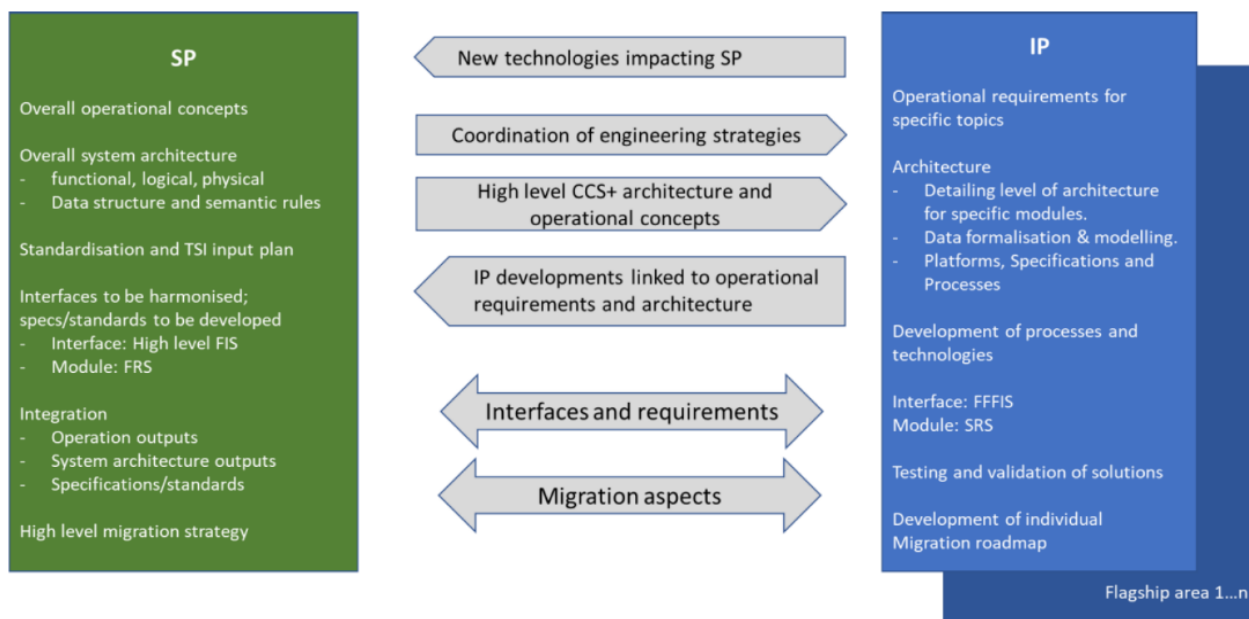 SP
Overall operational concepts
Overall system architecture
- functional, logical, physical
- Data structure and semantic rules
Standardisation and TSI input plan
Interfaces to be harmonised;
specs/standards to be developed
- Interface: High level FIS
- Module: FRS
Integration
- Operation outputs
- System architecture outputs
- Specifications/standards
High level migration strategy
New technologies impacting SP
Coordination of engineering strategies
High level CCS+ architecture and
operational concepts
IP developments linked to operational
requirements and architecture
Interfaces and requirements
Migration aspects
IP
Operational requirements for
specific topics
Architecture
- Detailing level of architecture
for specific modules.
- Data formalisation & modelling.
- Platforms, Specifications and
Processes
Development of processes and
technologies
Interface: FFFIS
Module: SRS
Testing and validation of solutions
Development of individual
Migration roadmap
Flagship area 1...n